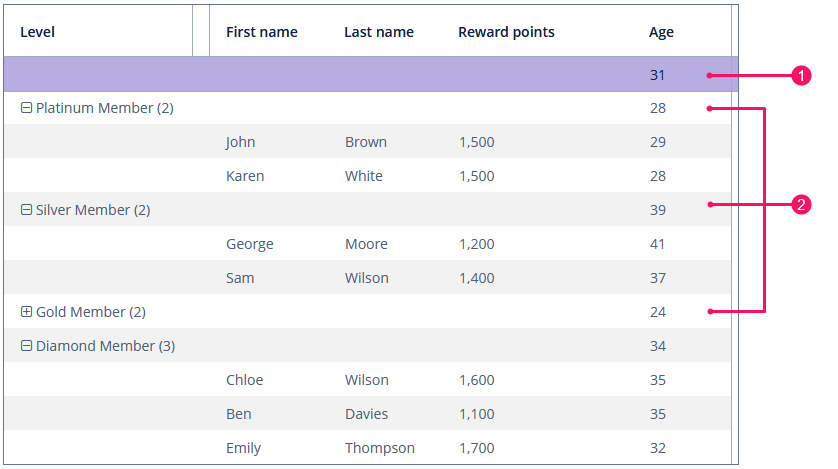 Level First name Last name Reward points Age
31 1
Platinum Member (2) 28
John Brown 1,500 29
Karen White 1,500 28
Silver Member (2) 39 2
George Moore 1,200 41
Sam Wilson 1,400 37
Gold Member (2) 24
Diamond Member (3) 34
Chloe Wilson 1,600 35
Ben Davies 1,100 35
Emily Thompson 1,700 32